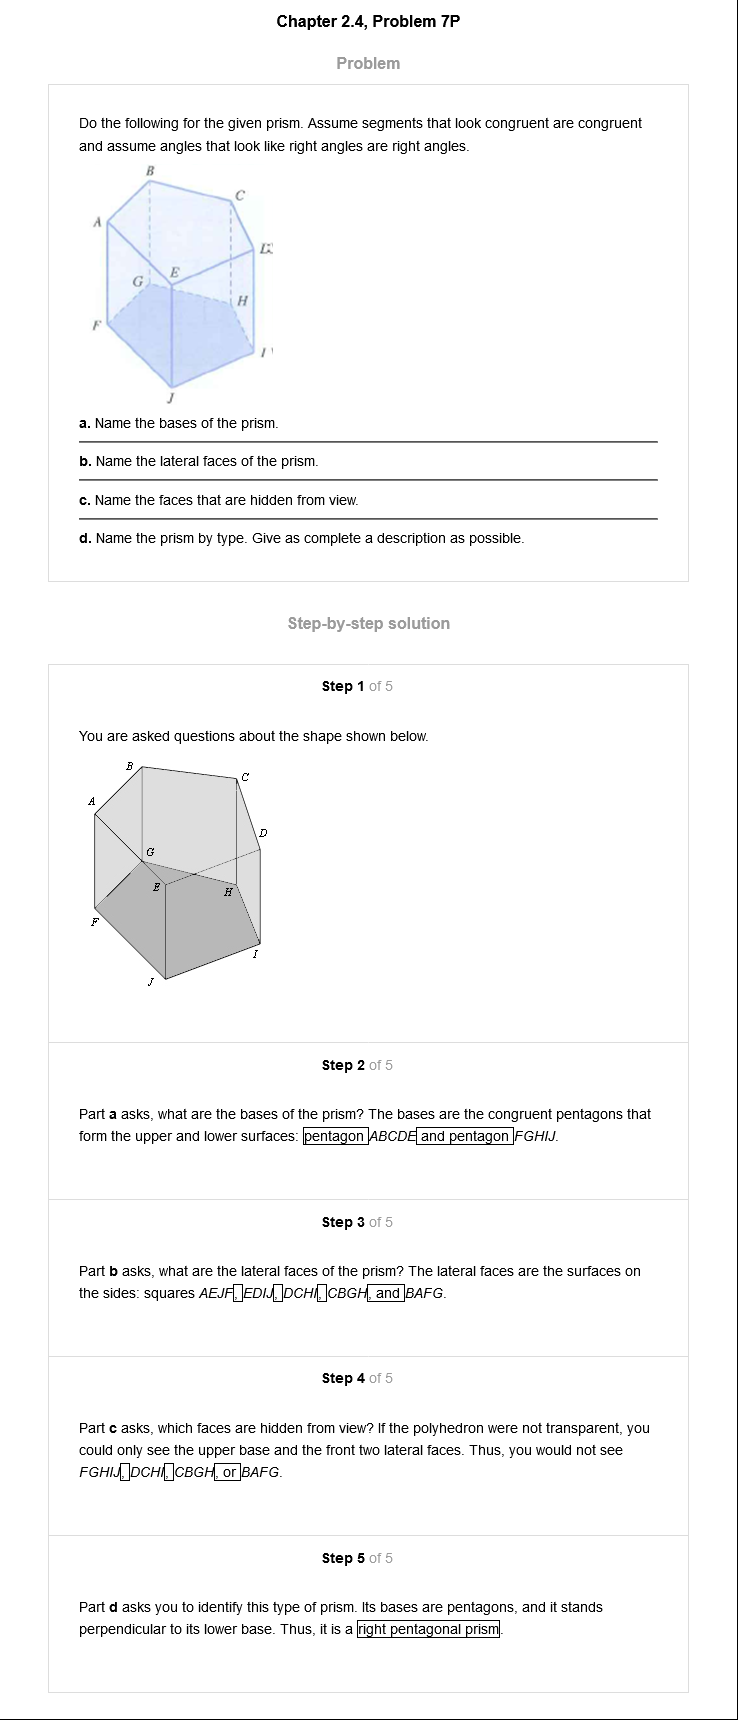 Chapter 2.4, Problem 7P
Problem
Do the following for the given prism. Assume segments that look congruent are congruent
and assume angles that look like right angles are right angles.
B
C
A
D
E
G
H
F
I
J
a. Name the bases of the prism.
b. Name the lateral faces of the prism.
c. Name the faces that are hidden from view.
d. Name the prism by type. Give as complete a description as possible.
Step-by-step solution
Step 1 of 5
You are asked questions about the shape shown below.
B
C
A
D
G
E
H
F
I
J
Step 2 of 5
Part a asks, what are the bases of the prism? The bases are the congruent pentagons that
form the upper and lower surfaces: pentagon ABCDE and pentagon FGHIJ.
Step 3 of 5
Part b asks, what are the lateral faces of the prism? The lateral faces are the surfaces on
the sides: squares AEJF, EDIJ, DCHI, CBGH, and BAFG.
Step 4 of 5
Part c asks, which faces are hidden from view? If the polyhedron were not transparent, you
could only see the upper base and the front two lateral faces. Thus, you would not see
FGHIJ, DCHI, CBGH, or BAFG.
Step 5 of 5
Part d asks you to identify this type of prism. Its bases are pentagons, and it stands
perpendicular to its lower base. Thus, it is a right pentagonal prism.